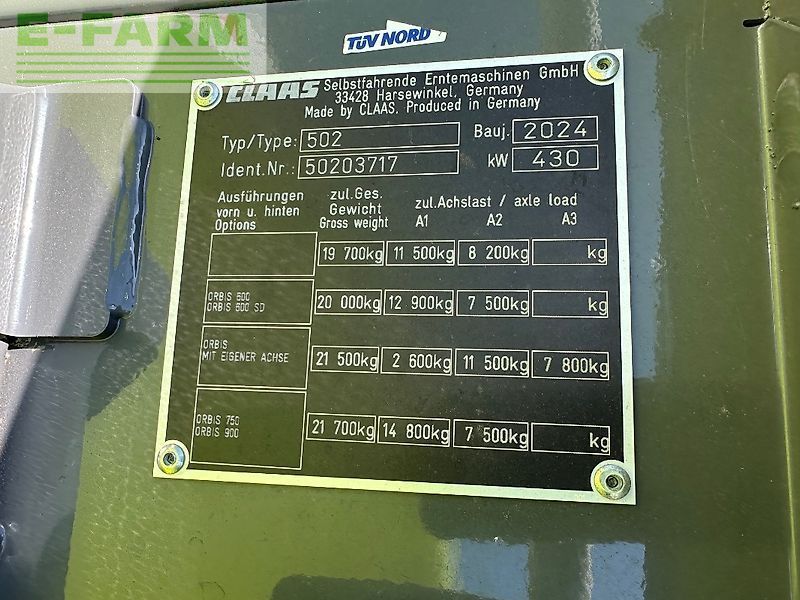 E-FARM
TÜV NORD
CLAAS Selbstfahrende Erntemaschinen GmbH
33428 Harsewinkel, Germany
Made by CLAAS. Produced in Germany
Typ/Type: 502 Bauj. 2024
Ident.Nr.: 50203717 kW 430
Ausführungen zul.Ges.
vorn u. hinten Gewicht zul.Achslast / axle load
Options Gross weight A1 A2 A3
19 700kg 11 500kg 8 200kg kg
ORBIS 600
ORBIS 600 SD 20 000kg 12 900kg 7 500kg kg
ORBIS
MIT EIGENER ACHSE 21 500kg 2 600kg 11 500kg 7 800kg
ORBIS 750
ORBIS 900 21 700kg 14 800kg 7 500kg kg